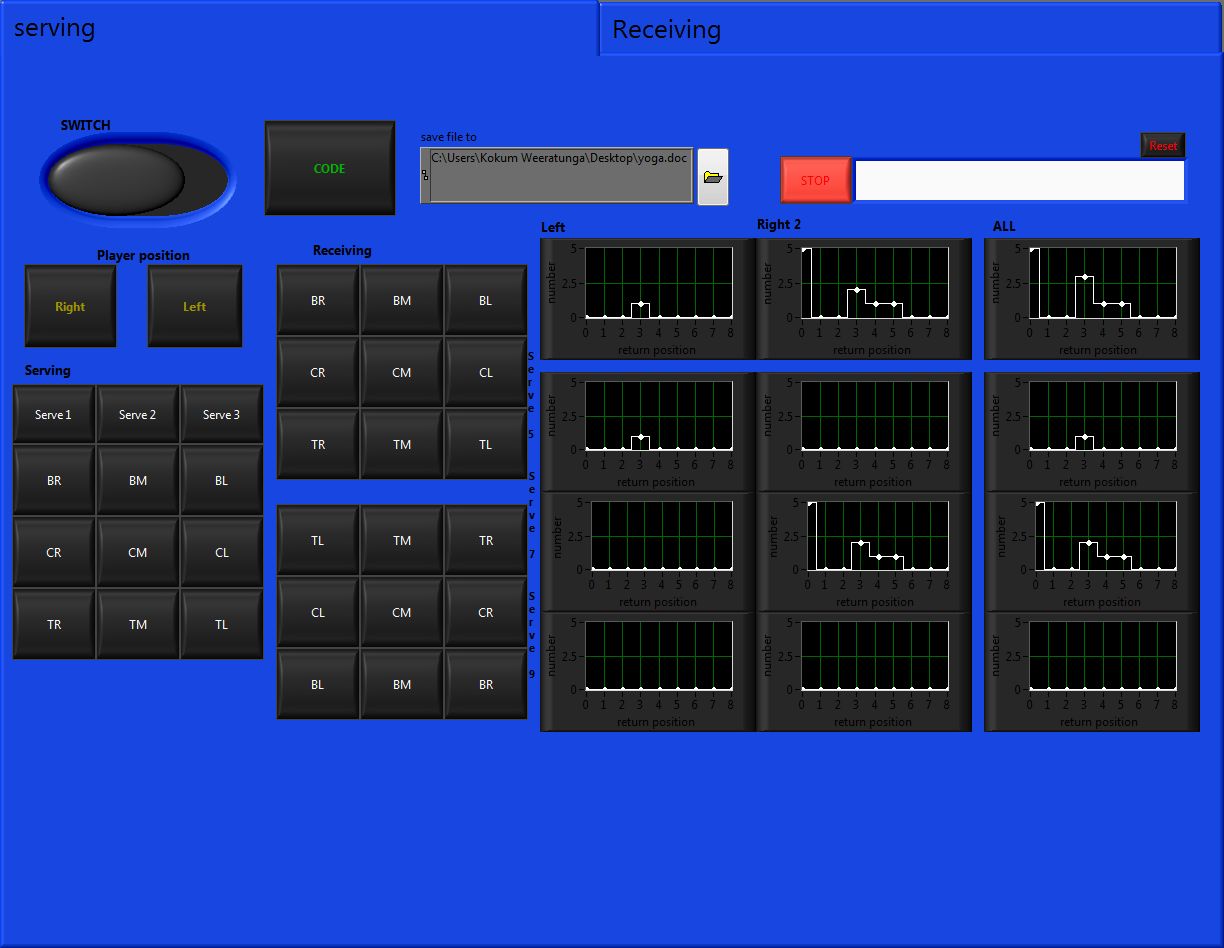 serving
Receiving
SWITCH
CODE
save file to
C:\Users\Kokum Weeratunga\Desktop\yoga.doc
Reset
STOP
Player position
Right
Left
Serving
Serve 1 Serve 2 Serve 3
BR BM BL
CR CM CL
TR TM TL
Receiving
BR BM BL
CR CM CL
TR TM TL
TL TM TR
CL CM CR
BL BM BR
Serve 5
Serve 7
Serve 9
Left
Right 2
ALL
number
5
2.5
0
0 1 2 3 4 5 6 7 8
return position
number
5
2.5
0
0 1 2 3 4 5 6 7 8
return position
number
5
2.5
0
0 1 2 3 4 5 6 7 8
return position
number
5
2.5
0
0 1 2 3 4 5 6 7 8
return position
number
5
2.5
0
0 1 2 3 4 5 6 7 8
return position
number
5
2.5
0
0 1 2 3 4 5 6 7 8
return position
number
5
2.5
0
0 1 2 3 4 5 6 7 8
return position
number
5
2.5
0
0 1 2 3 4 5 6 7 8
return position
number
5
2.5
0
0 1 2 3 4 5 6 7 8
return position
number
5
2.5
0
0 1 2 3 4 5 6 7 8
return position
number
5
2.5
0
0 1 2 3 4 5 6 7 8
return position
number
5
2.5
0
0 1 2 3 4 5 6 7 8
return position